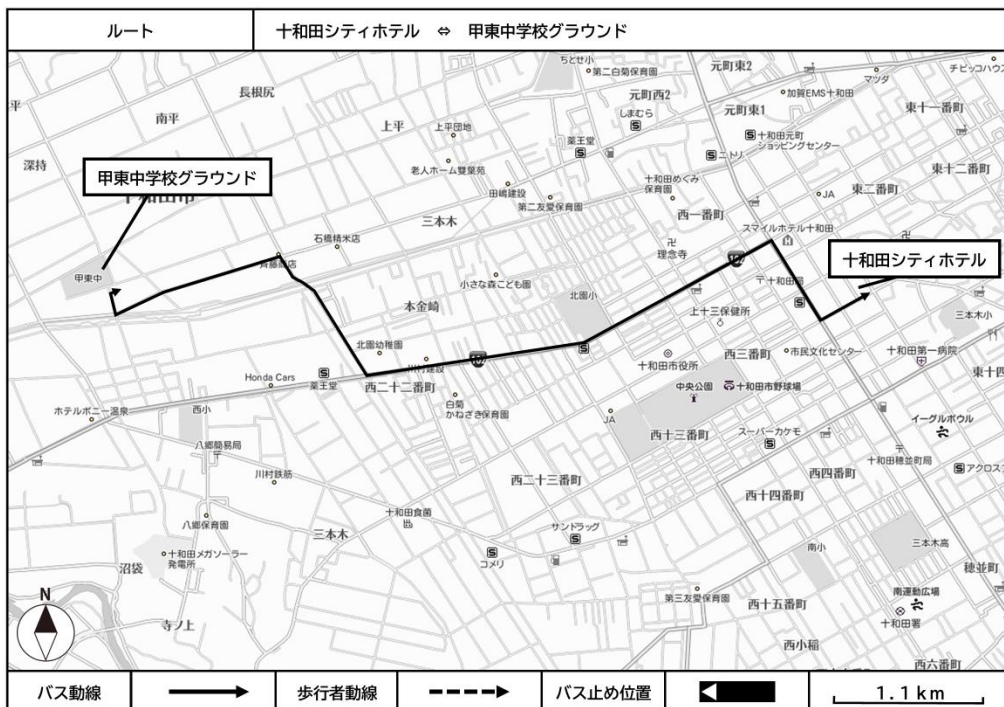 ルート
十和田シティホテル ⇔ 甲東中学校グラウンド
ちとせ小
第二白菊保育園
元町東2
チビッコハウス
マツダ
長根尻
加賀EMS十和田
元町西2
しまむら
元町東1
東十一番町
南平
上平
上平団地
薬王堂
十和田元町
ショッピングセンター
深持
老人ホーム雙葉苑
ニトリ
東十二番町
甲東中学校グラウンド
田嶋建設
十和田めぐみ
保育園
JA
東二番町
十和田市
第二友愛保育園
西一番町
三本木
スマイルホテル十和田
石橋精米店
理念寺
斉藤商店
十和田シティホテル
甲東中
小さな森こども園
十和田局
本金崎
北園小
上十三保健所
三本木小
北園幼稚園
川村建設
十和田市役所
西三番町
市民文化センター
十和田第一病院
Honda Cars
薬王堂
西二十二番町
中央公園
十和田市野球場
東十四
ホテルボニー温泉
西小
白菊
かねざき保育園
JA
西十三番町
スーパーカケモ
イーグルボウル
八郷簡易局
十和田穂並町局
川村鉄筋
西二十三番町
西四番町
アクロス
西十四番町
八郷保育園
三本木
十和田食菌
サンドラッグ
三本木高
十和田メガソーラー
発電所
コメリ
南小
沼袋
穂並町
N
第三友愛保育園
西十五番町
南運動広場
十和田署
寺ノ上
西小稲
西六番町
バス動線
歩行者動線
バス止め位置
1.1km